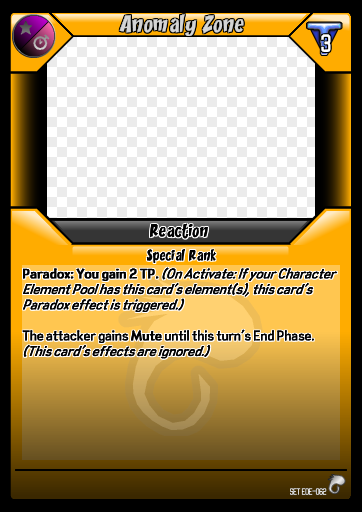 Anomaly Zone
3
Reaction
Special Rank
Paradox: You gain 2 TP. (On Activate: If your Character
Element Pool has this card's element(s), this card's
Paradox effect is triggered.)
The attacker gains Mute until this turn's End Phase.
(This card's effects are ignored.)
SET EOE-062